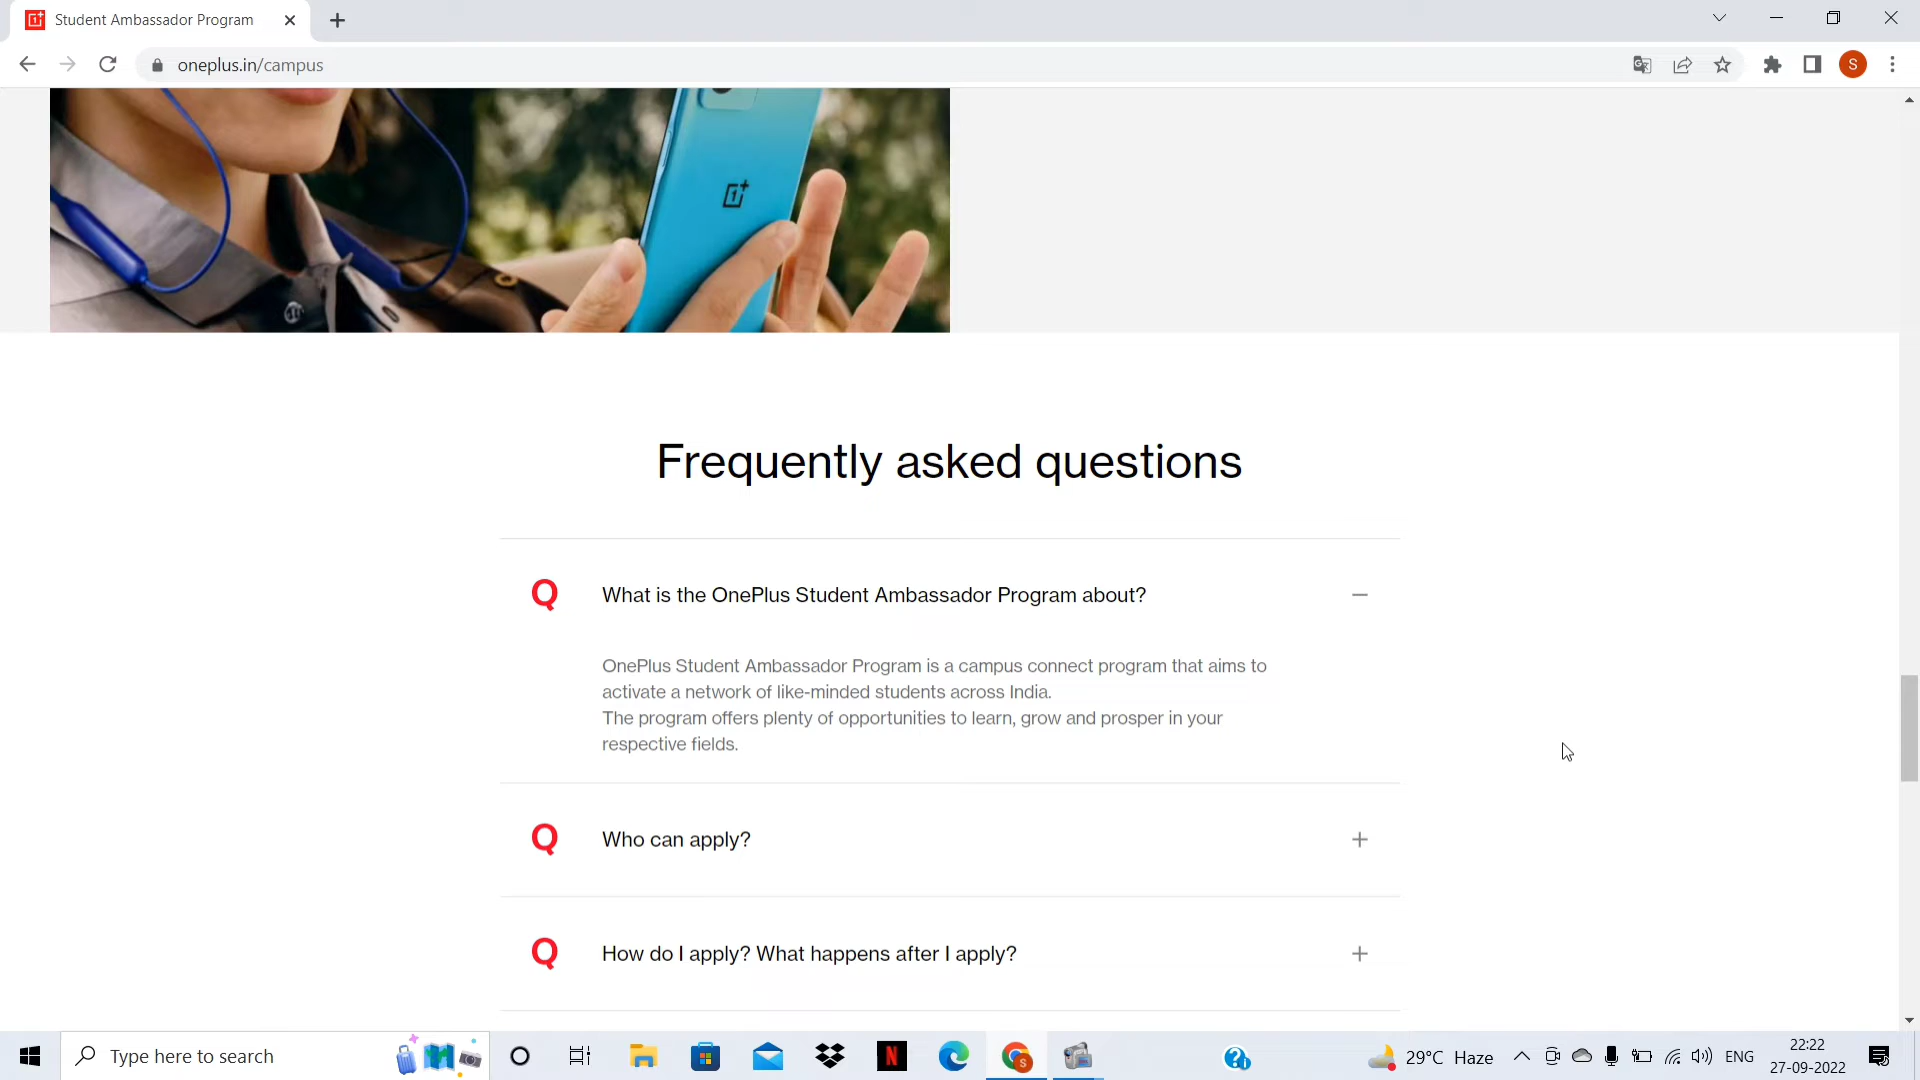 Student Ambassador Program
oneplus.in/campus
S
Frequently asked questions
Q What is the OnePlus Student Ambassador Program about?
OnePlus Student Ambassador Program is a campus connect program that aims to
activate a network of like-minded students across India.
The program offers plenty of opportunities to learn, grow and prosper in your
respective fields.
Q Who can apply?
Q How do I apply? What happens after I apply?
Type here to search
29°C Haze
ENG
22:22
27-09-2022